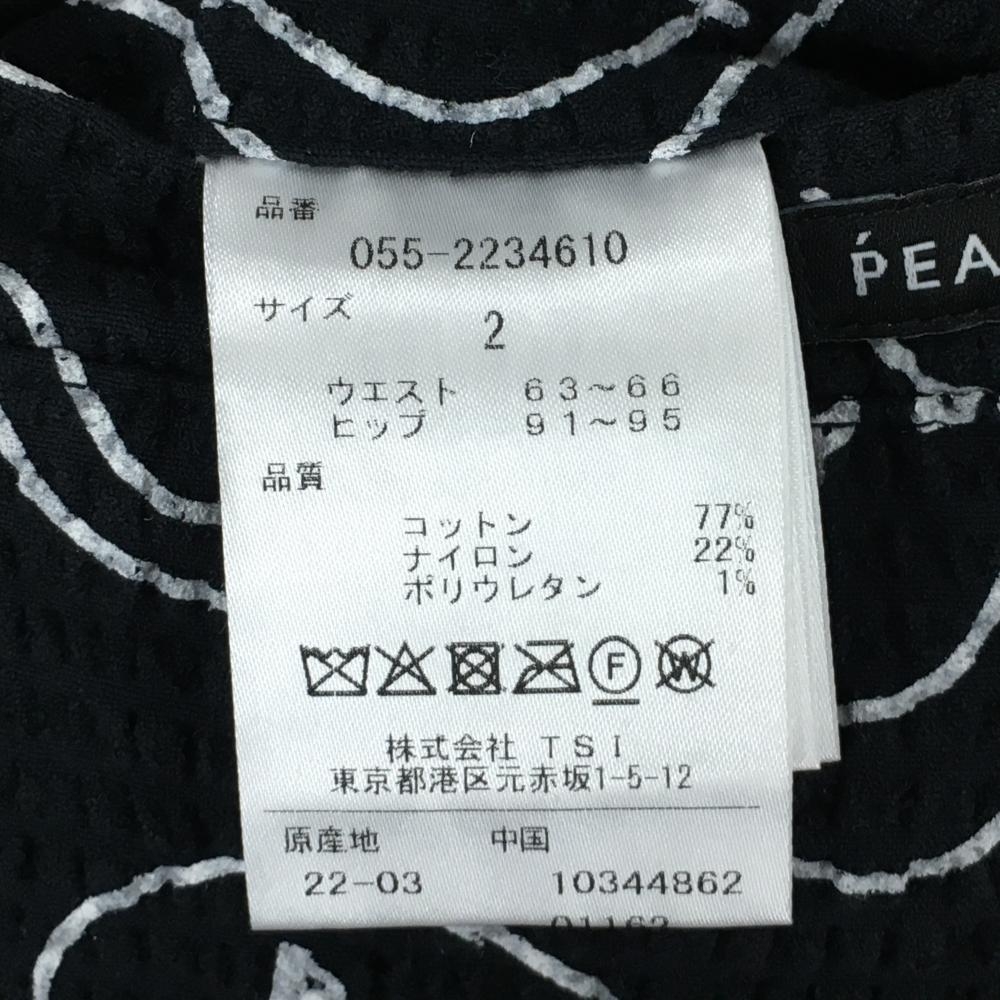 品番
055-2234610
サイズ
2
ウエスト 63～66
ヒップ 91～95
品質
コットン 77%
ナイロン 22%
ポリウレタン 1%
F W
株式会社 TSI
東京都港区元赤坂1-5-12
原産地 中国
22-03 10344862
01162
PEA